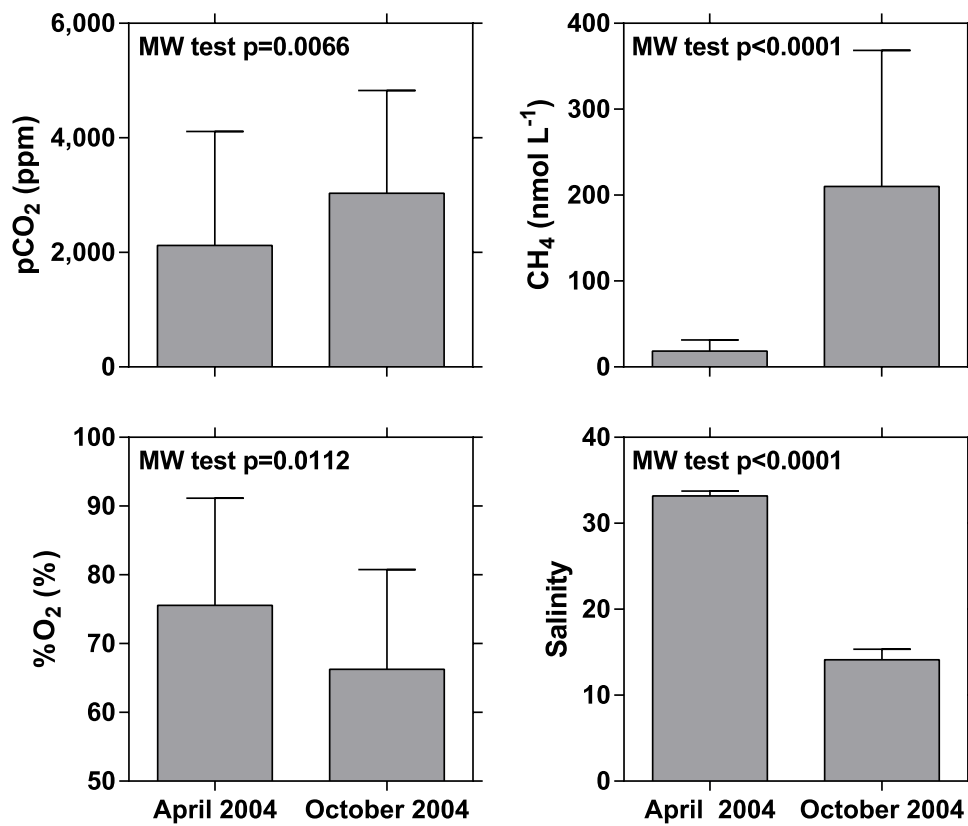 6,000
4,000
2,000
0
pCO₂ (ppm)
MW test p=0.0066
400
300
200
100
0
CH₄ (nmol L⁻¹)
MW test p<0.0001
100
90
80
70
60
50
%O₂ (%)
MW test p=0.0112
April 2004
October 2004
40
30
20
10
0
Salinity
MW test p<0.0001
April 2004
October 2004